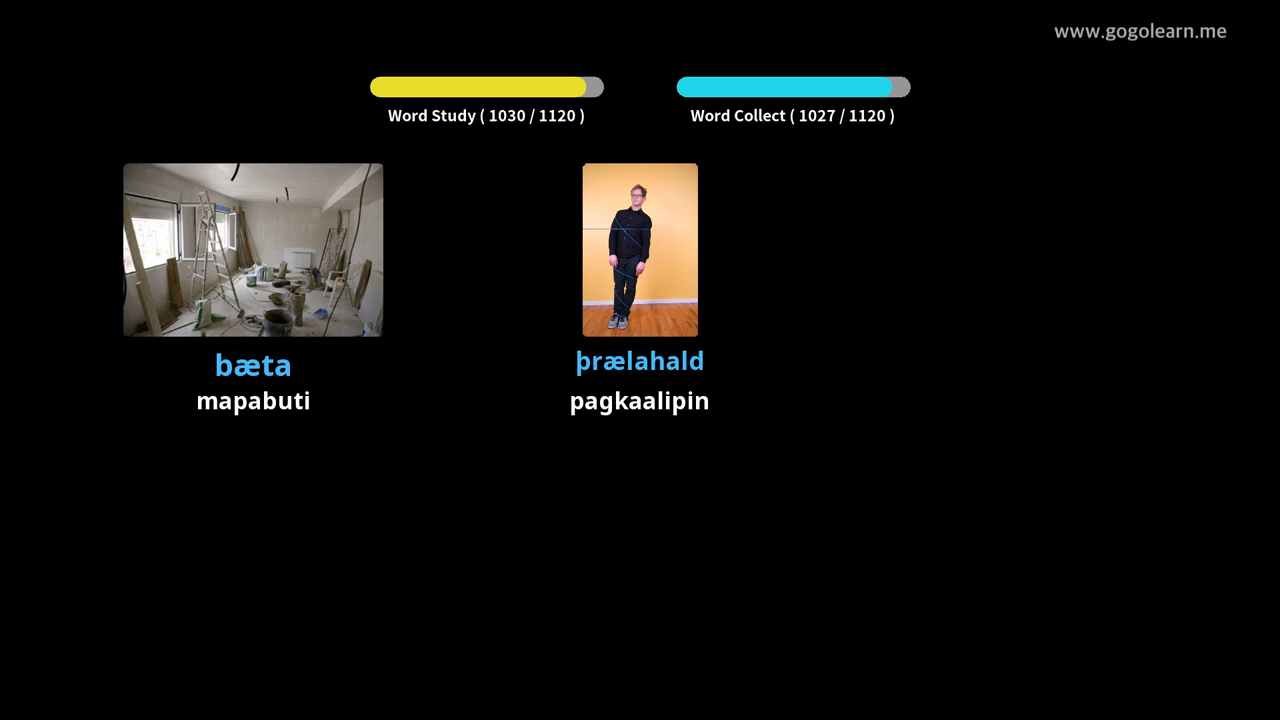 www.gogolearn.me
Word Study ( 1030 / 1120 )
Word Collect ( 1027 / 1120 )
bæta
mapabuti
þrælahald
pagkaalipin